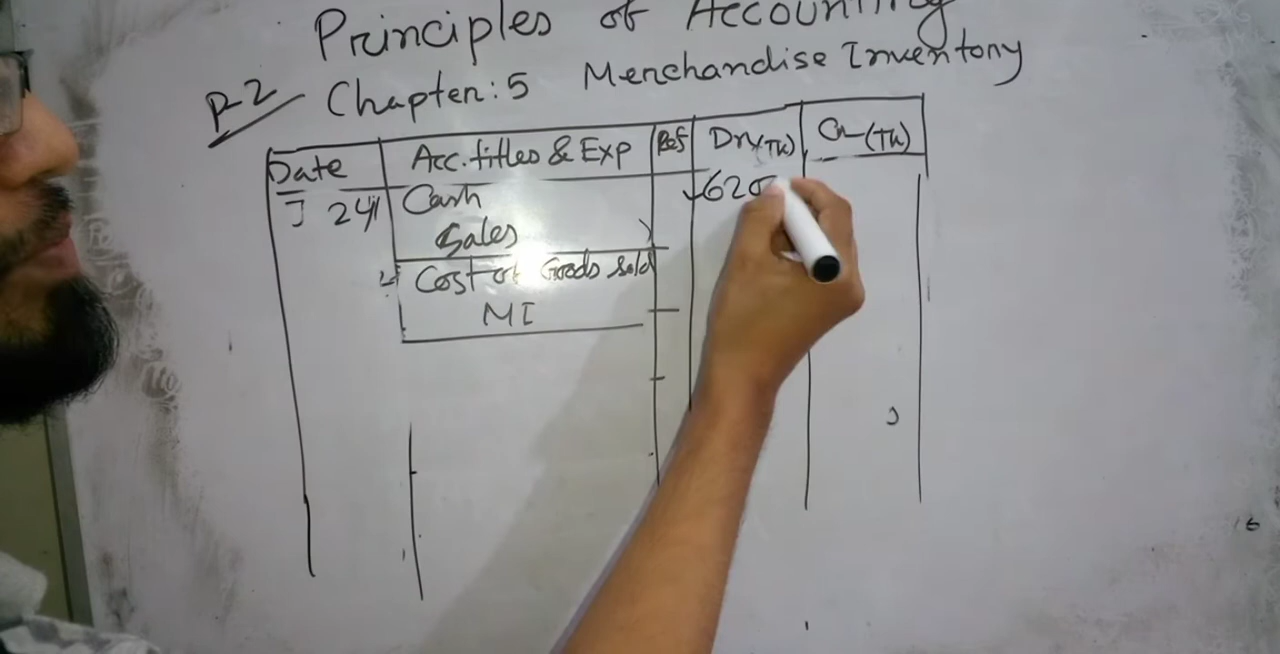 Principles of Accounting
P-2 Chapter: 5 Merchandise Inventory
Date Acc. titles & Exp Ref Dr (Tk) Cr (Tk)
J 24 Cash 620
Sales
Cost of Goods Sold
MI